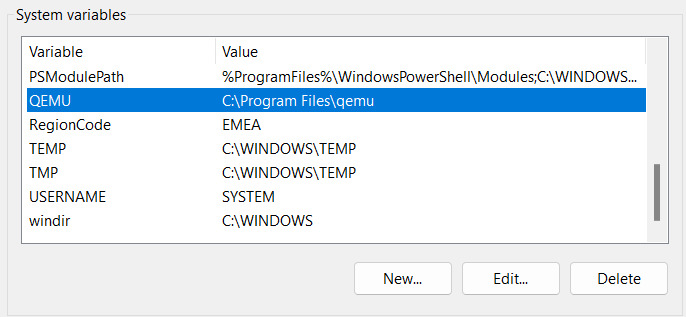 System variables
Variable Value
PSModulePath %ProgramFiles%\WindowsPowerShell\Modules;C:\WINDOWS...
QEMU C:\Program Files\qemu
RegionCode EMEA
TEMP C:\WINDOWS\TEMP
TMP C:\WINDOWS\TEMP
USERNAME SYSTEM
windir C:\WINDOWS
New... Edit... Delete